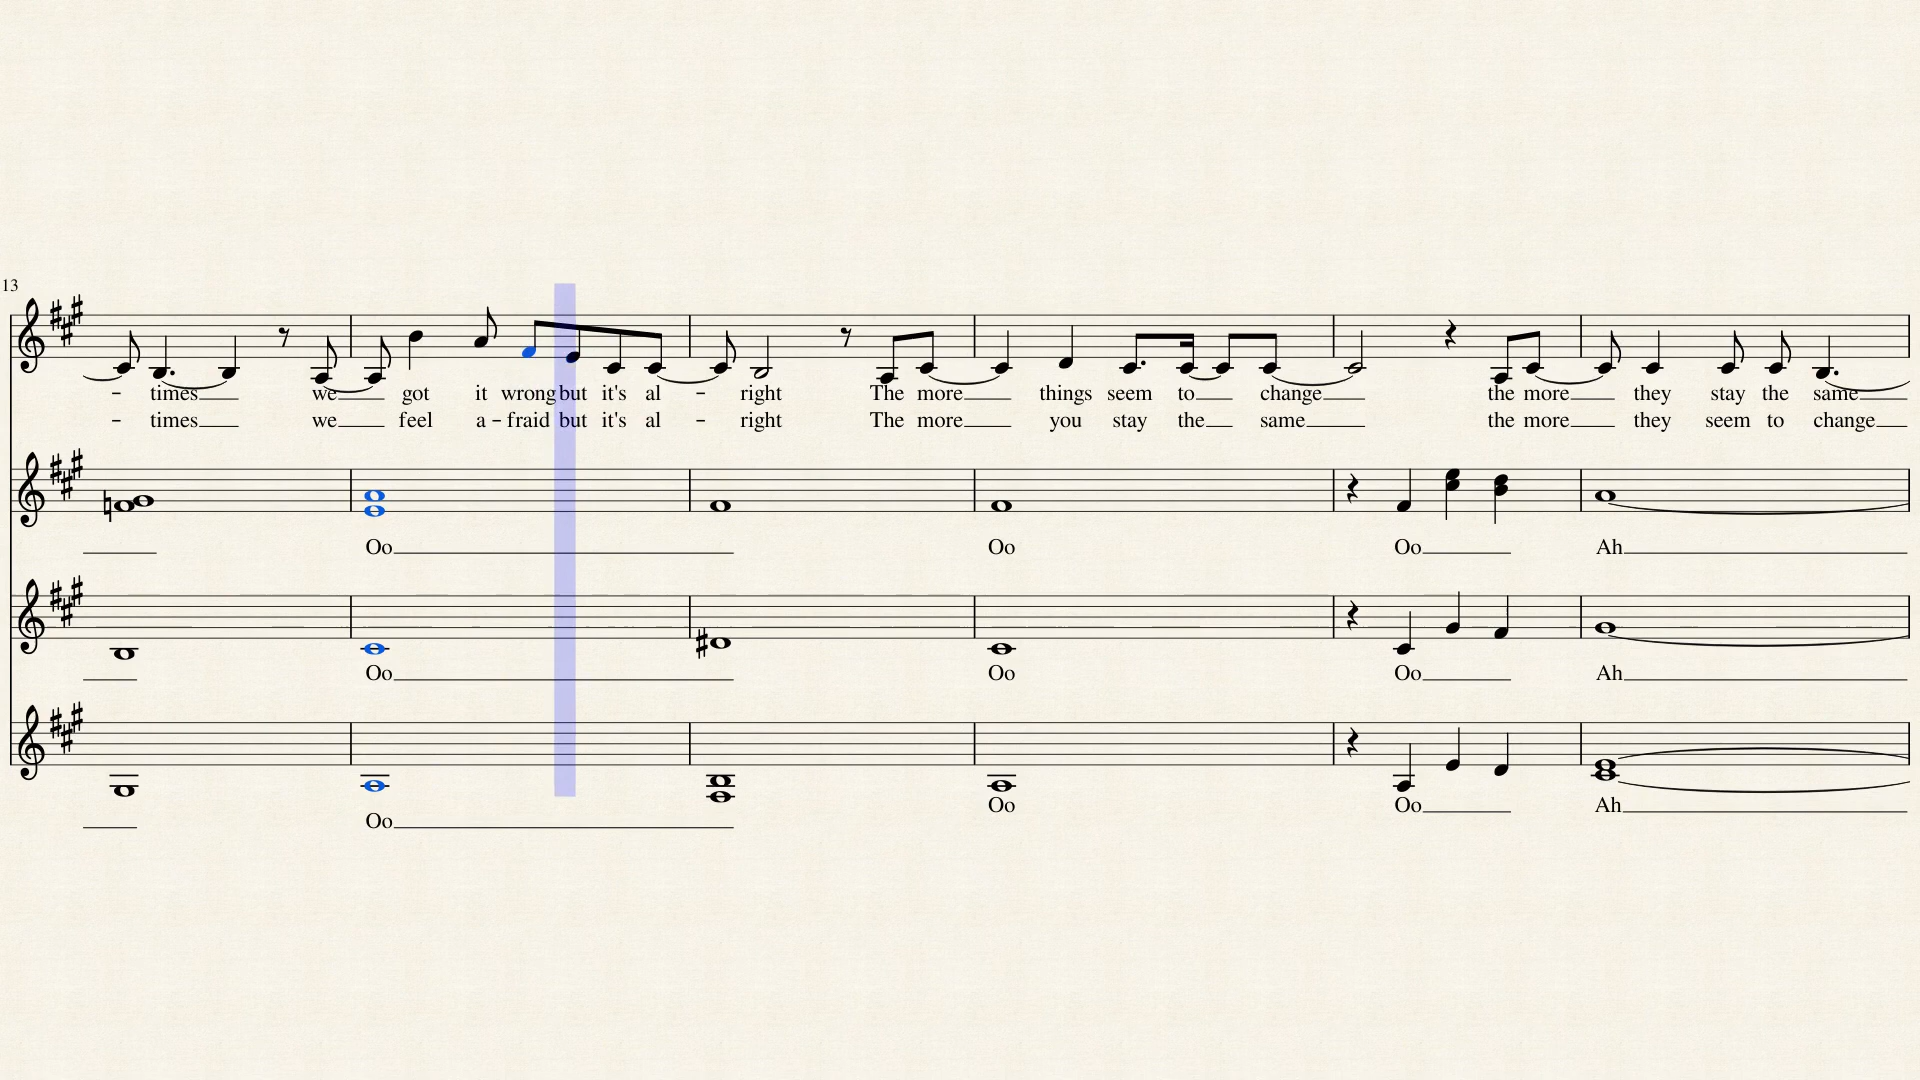 13
- times we got it wrong but it's al - right The more things seem to change the more they stay the same
- times we feel a - fraid but it's al - right The more you stay the same the more they seem to change
Oo Oo Oo Ah
Oo Oo Oo Ah
Oo Oo Oo Ah